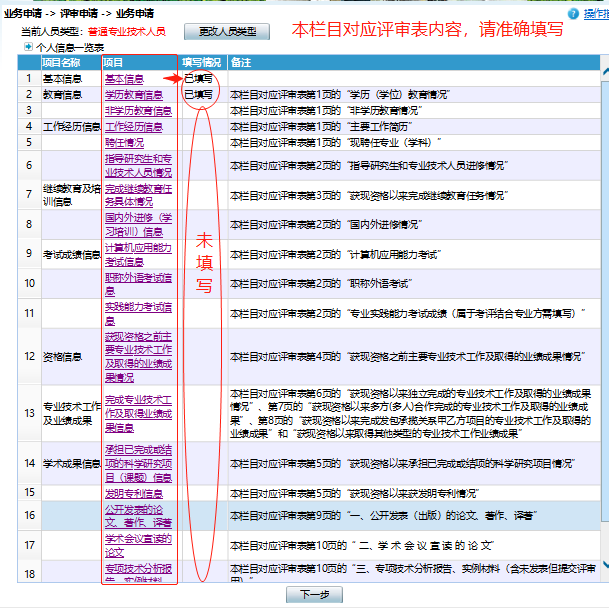 业务申请 -> 评审申请 -> 业务申请
操作指
当前人员类型: 普通专业技术人员
更改人员类型
本栏目对应评审表内容，请准确填写
个人信息一览表
项目名称 项目 填写情况 备注
1 基本信息 基本信息 已填写
2 教育信息 学历教育信息 已填写 本栏目对应评审表第1页的“学历（学位）教育情况”
3 非学历教育信息 本栏目对应评审表第1页的“非学历教育情况”
4 工作经历信息 工作经历信息 本栏目对应评审表第1页的“主要工作简历”
5 聘任情况 本栏目对应评审表第1页的“现聘任专业（学科）”
6 指导研究生和专
业技术人员情况 本栏目对应评审表第2页的“指导研究生和专业技术人员进修情况”
7 继续教育及培
训信息 完成继续教育任
务具体情况 本栏目对应评审表第3页的“获现资格以来完成继续教育任务情况”
8 国内外进修（学
习培训）信息 本栏目对应评审表第2页的“国内外进修情况”
9 考试成绩信息 计算机应用能力
考试信息 本栏目对应评审表第2页的“计算机应用能力考试”
10 职称外语考试信
息 本栏目对应评审表第2页的“职称外语考试”
11 实践能力考试信
息 本栏目对应评审表第2页的“专业实践能力考试成绩（属于考评结合专业方需填写）”
未
填
写
12 资格信息 获现资格之前主
要专业技术工作
及取得的业绩成
果情况 本栏目对应评审表第4页的“获现资格之前主要专业技术工作及取得的业绩成果情况”
13 专业技术工作
及业绩成果 完成专业技术工
作及取得业绩成
果信息 本栏目对应评审表第6页的“获现资格以来独立完成的专业技术工作及取得的业绩成果
情况”、第7页的“获现资格以来多方(多人)合作完成的专业技术工作及取得的业绩成
果”、第8页的“获现资格以来完成发包承揽关系甲乙方项目的专业技术工作及取得的
业绩成果”和“获现资格以来取得其他类型的专业技术工作业绩成果”
14 学术成果信息 承担已完成或结
项的科学研究项
目（课题）信息 本栏目对应评审表第5页的“获现资格以来承担已完成或结项的科学研究项目情况”
15 发明专利信息 本栏目对应评审表第5页的“获现资格以来获发明专利情况”
16 公开发表的论
文、著作、译著 本栏目对应评审表第9页的“一、公开发表（出版）的论文、著作、译著”
17 学术会议宣读的
论文 本栏目对应评审表第10页的“ 二、学 术 会 议 宣 读 的 论 文”
18 专项技术分析报
告、实例材料 本栏目对应评审表第10页的“三、专项技术分析报告、实例材料（含未发表但提交评审
用）”
下一步